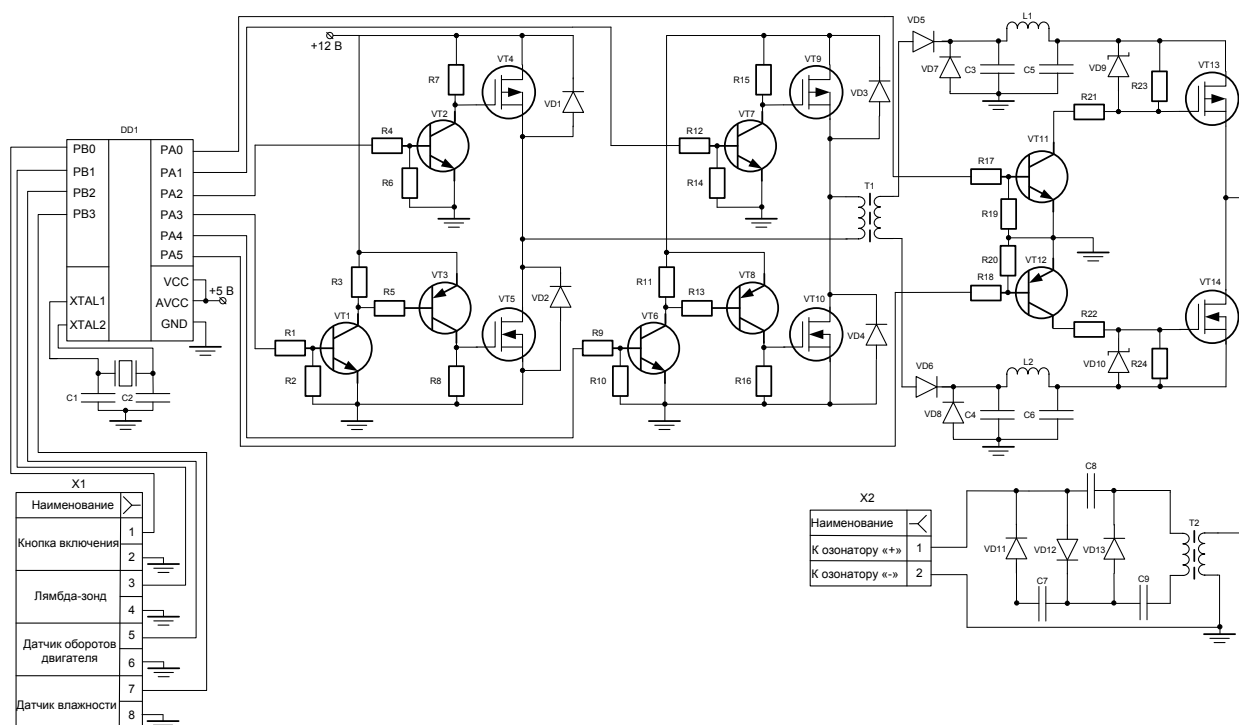 VD5
L1
+12 В
R7
VT4
VD1
R15
VT9
VD3
VD7
C3
C5
VD9
R23
VT13
R21
DD1
PB0
PB1
PB2
PB3
XTAL1
XTAL2
PA0
PA1
PA2
PA3
PA4
PA5
VCC
AVCC
GND
+5 В
R4
VT2
R6
R12
VT7
R14
T1
R17
VT11
R19
R20
R18
VT12
R3
VT3
R5
VT5
VD2
R11
VT8
R13
VT10
VD4
R1
VT1
R2
R8
R9
VT6
R10
R16
VT14
R22
VD10
R24
VD6
L2
VD8
C4
C6
C1
C2
X1
Наименование
Кнопка включения
1
2
Лямбда-зонд
3
4
Датчик оборотов
двигателя
5
6
Датчик влажности
7
8
X2
Наименование
К озонатору «+»
1
К озонатору «-»
2
C8
VD11
VD12
VD13
C7
C9
T2